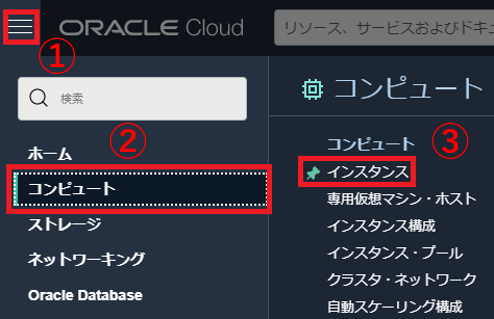 ORACLE Cloud
リソース、サービスおよびドキュ
①
検索
②
ホーム
コンピュート
ストレージ
ネットワーキング
Oracle Database
コンピュート
コンピュート
③
インスタンス
専用仮想マシン・ホスト
インスタンス構成
インスタンス・プール
クラスタ・ネットワーク
自動スケーリング構成